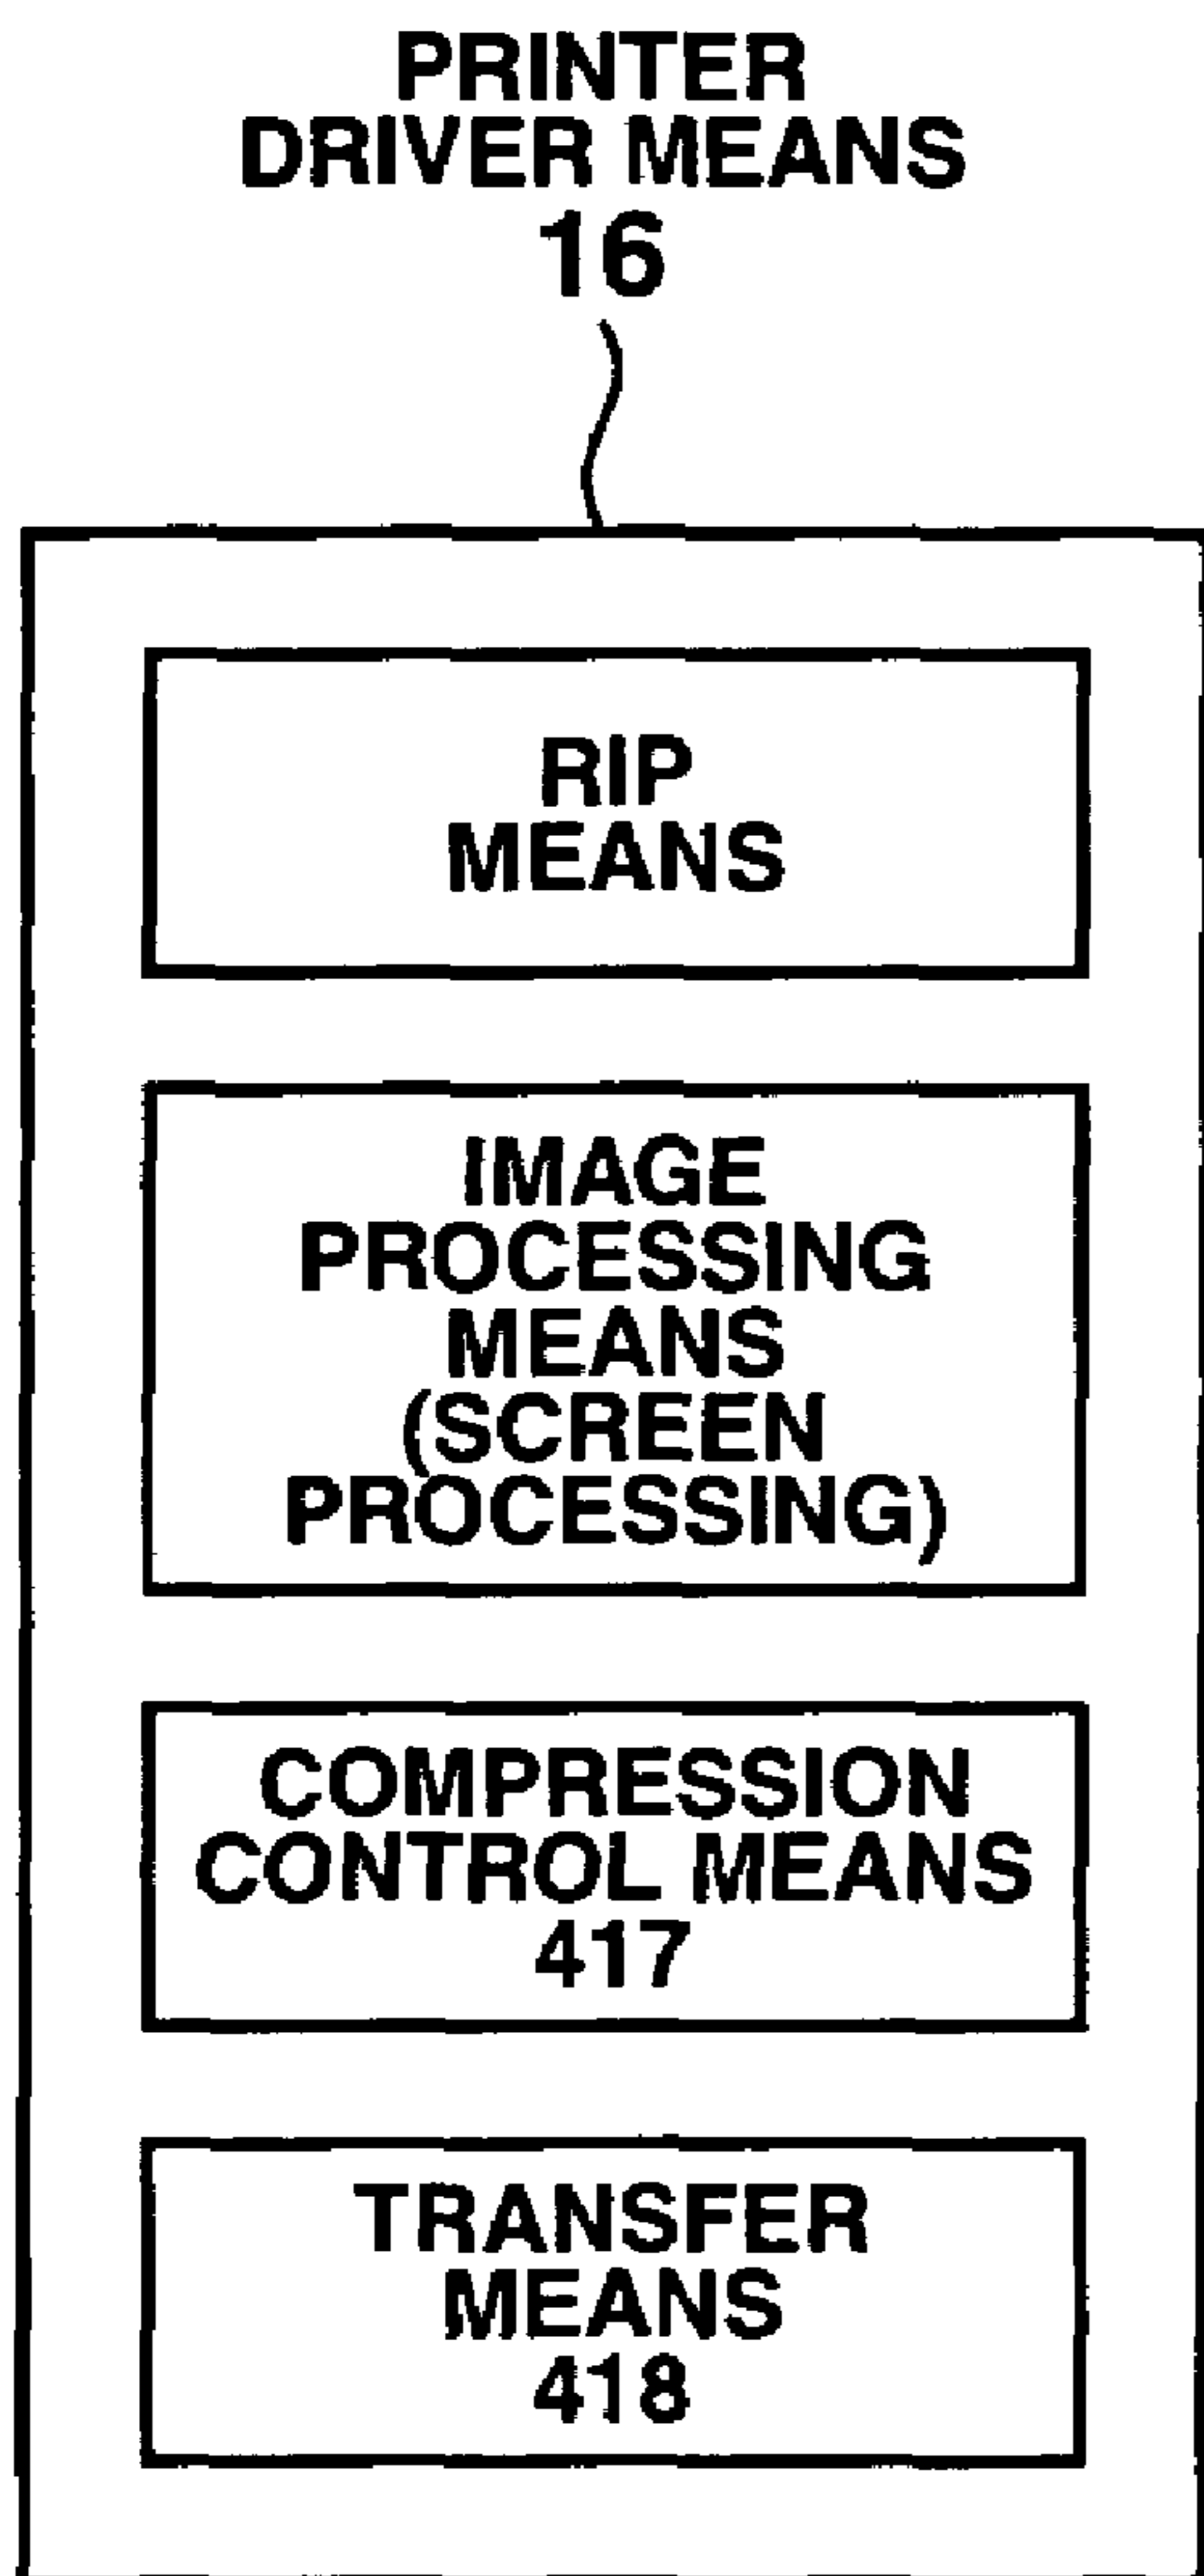 PRINTER
DRIVER MEANS
16
RIP
MEANS
IMAGE
PROCESSING
MEANS
(SCREEN
PROCESSING)
COMPRESSION
CONTROL MEANS
417
TRANSFER
MEANS
418